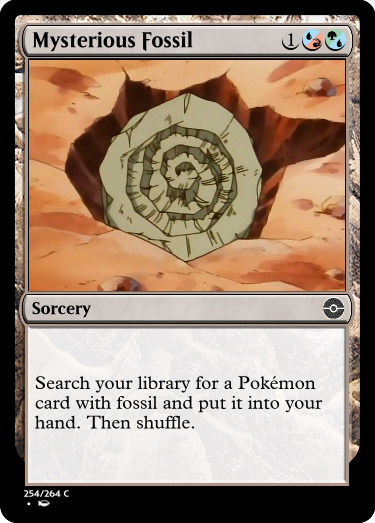 Mysterious Fossil 1
Sorcery
Search your library for a Pokémon
card with fossil and put it into your
hand. Then shuffle.
254/264 C